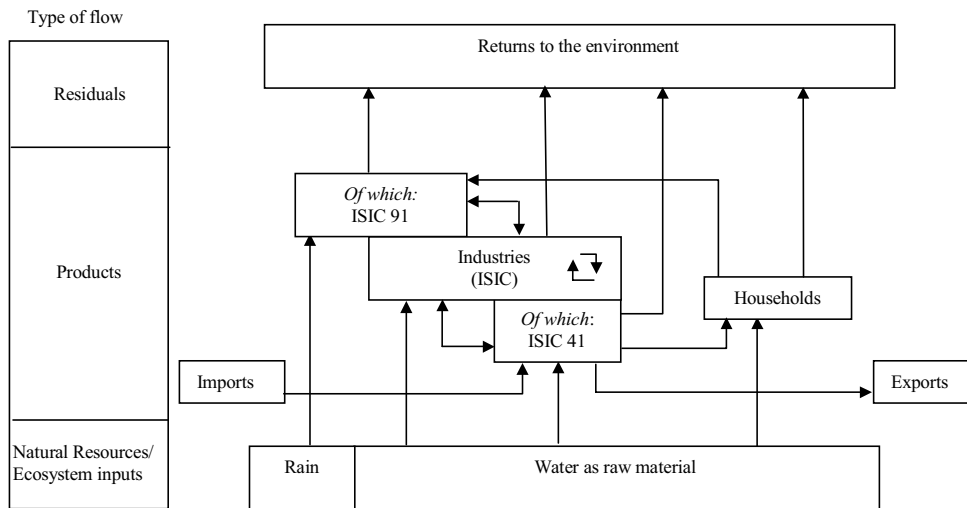 Type of flow
Residuals
Products
Natural Resources/
Ecosystem inputs
Returns to the environment
Of which:
ISIC 91
Industries
(ISIC)
Households
Of which:
ISIC 41
Imports
Exports
Rain
Water as raw material